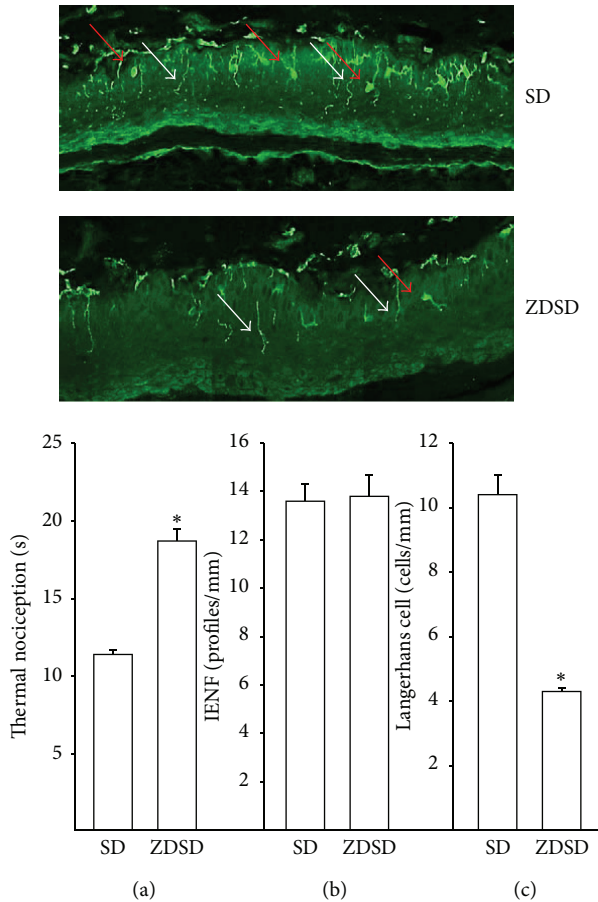 SD
ZDSD
Thermal nociception (s)
25
20
15
10
5
*
SD ZDSD
(a)
IENF (profiles/mm)
16
14
12
10
8
6
4
2
SD ZDSD
(b)
Langerhans cell (cells/mm)
12
10
8
6
4
2
*
SD ZDSD
(c)